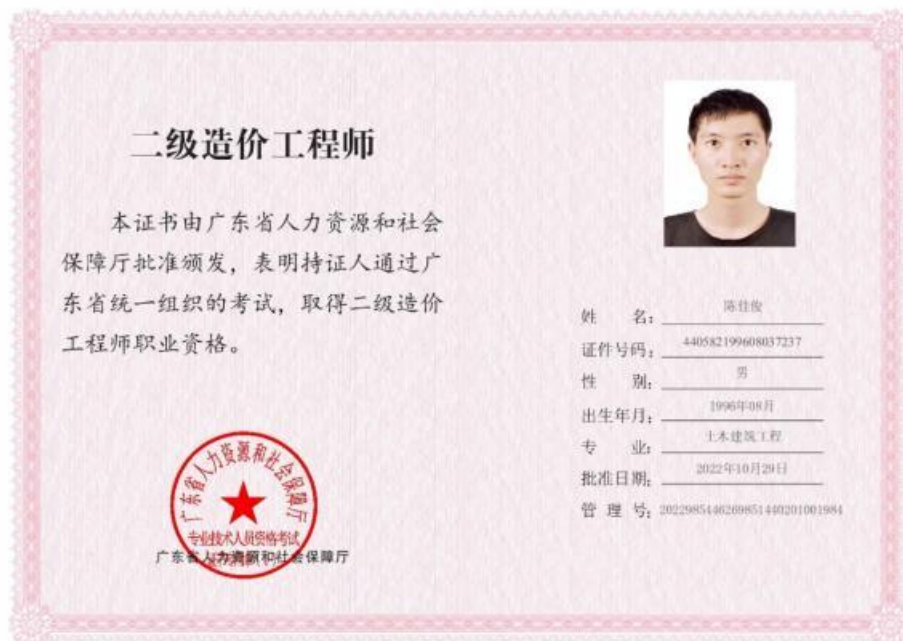 二级造价工程师
本证书由广东省人力资源和社会
保障厅批准颁发，表明持证人通过广
东省统一组织的考试，取得二级造价
工程师职业资格。
广东省人力资源和社会保障厅
专业技术人员资格考试
广东省人力资源和社会保障厅
姓 名：陈佳俊
证件号码：440582199608037237
性 别：男
出生年月：1996年08月
专 业：土木建筑工程
批准日期：2022年10月29日
管 理 号：20229854462698514402010019​84